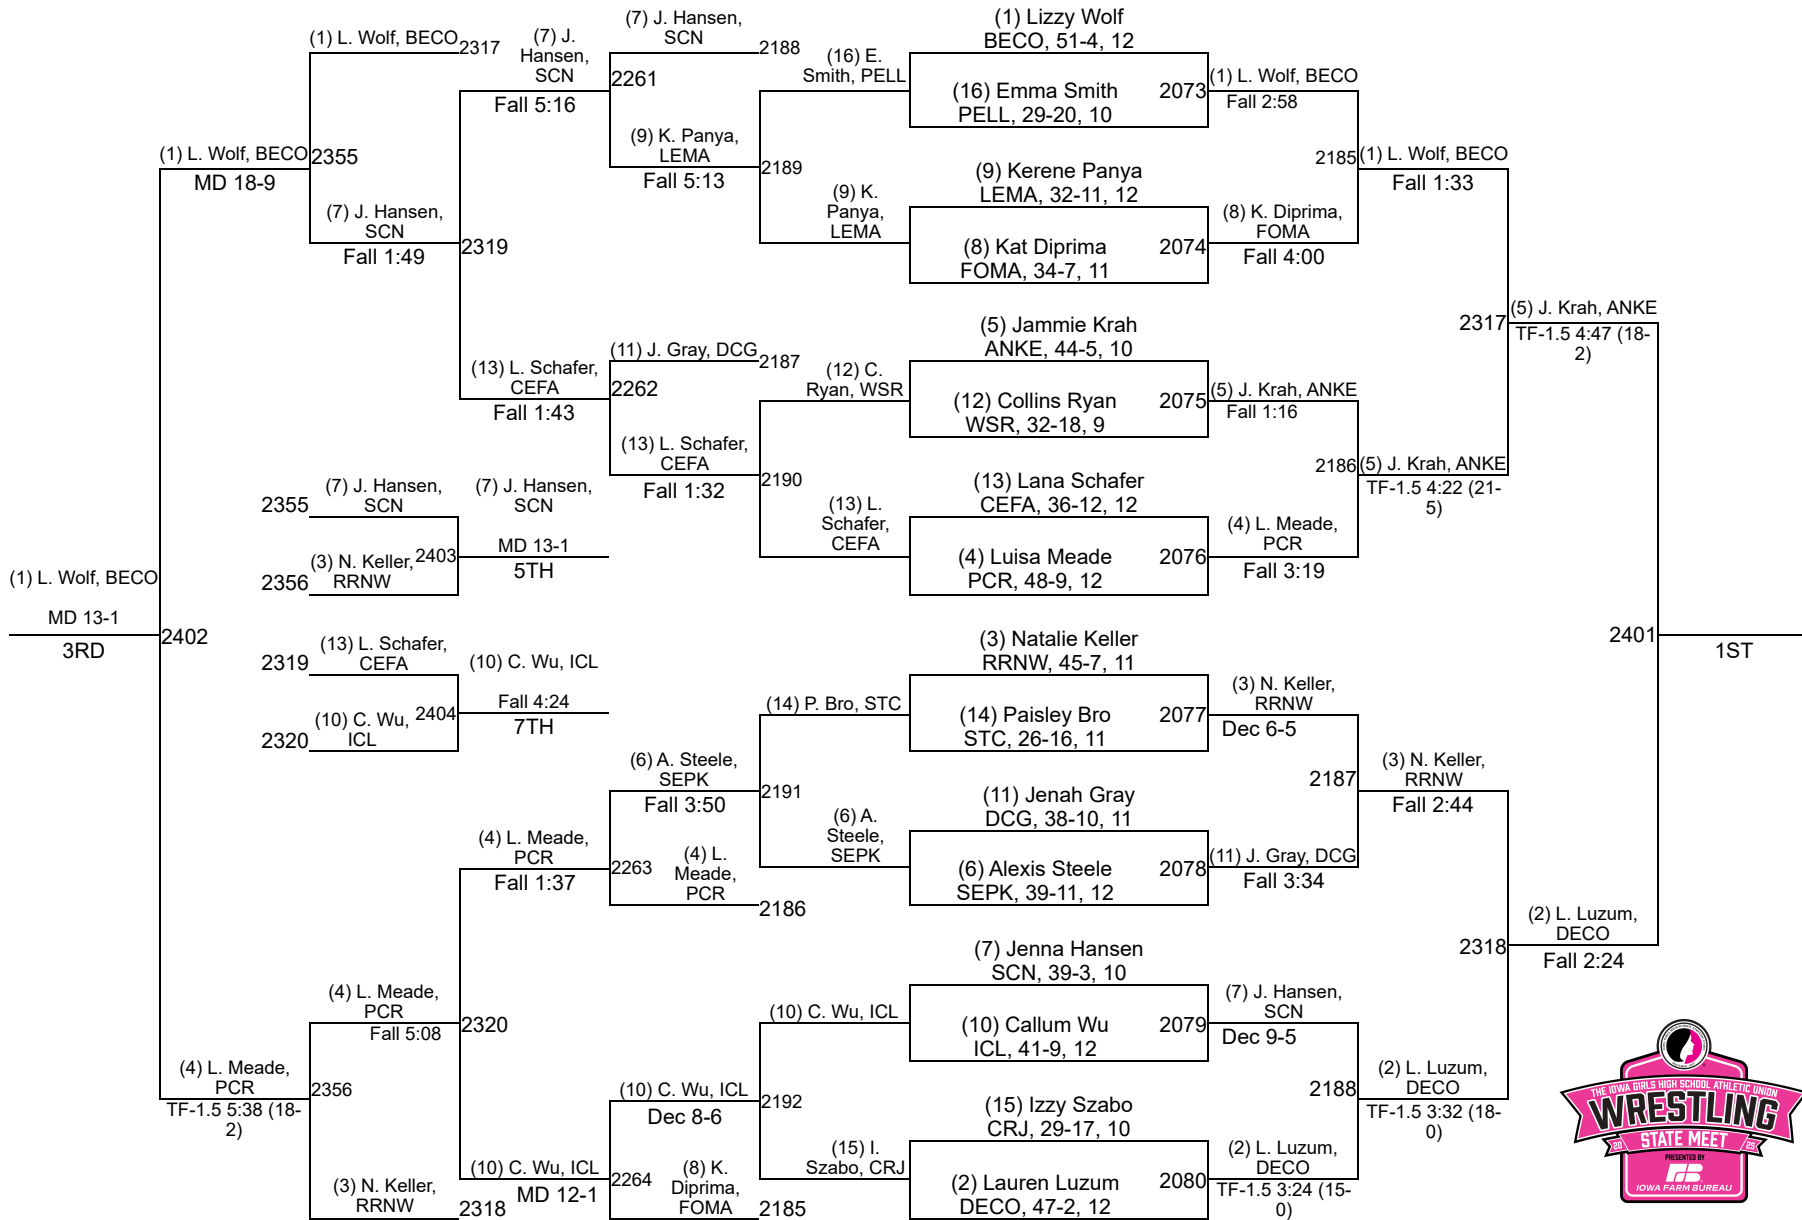 (1) L. Wolf, BECO
2317
(7) J.
Hansen,
SCN
Fall 5:16
(7) J. Hansen,
SCN
2188
2261
(9) K. Panya,
LEMA
Fall 5:13
(16) E.
Smith, PELL
2189
(9) K.
Panya,
LEMA
(1) Lizzy Wolf
BECO, 51-4, 12
(16) Emma Smith
PELL, 29-20, 10
2073
(1) L. Wolf, BECO
Fall 2:58
(9) Kerene Panya
LEMA, 32-11, 12
(8) Kat Diprima
FOMA, 34-7, 11
2074
(8) K. Diprima,
FOMA
Fall 4:00
2185
(1) L. Wolf, BECO
Fall 1:33
(1) L. Wolf, BECO
MD 18-9
2355
(7) J. Hansen,
SCN
Fall 1:49
2319
(13) L. Schafer,
CEFA
Fall 1:43
(11) J. Gray, DCG
2187
2262
(13) L. Schafer,
CEFA
Fall 1:32
(12) C.
Ryan, WSR
2190
(13) L.
Schafer,
CEFA
(5) Jammie Krah
ANKE, 44-5, 10
(12) Collins Ryan
WSR, 32-18, 9
2075
(5) J. Krah, ANKE
Fall 1:16
(13) Lana Schafer
CEFA, 36-12, 12
(4) Luisa Meade
PCR, 48-9, 12
2076
(4) L. Meade,
PCR
Fall 3:19
2186
(5) J. Krah, ANKE
TF-1.5 4:22 (21-
5)
2317
(5) J. Krah, ANKE
TF-1.5 4:47 (18-
2)
2355
(7) J. Hansen,
SCN
2356
(3) N. Keller,
RRNW
2403
(7) J. Hansen,
SCN
MD 13-1
5TH
(1) L. Wolf, BECO
MD 13-1
3RD
2402
2319
(13) L. Schafer,
CEFA
2320
(10) C. Wu,
ICL
2404
(10) C. Wu, ICL
Fall 4:24
7TH
2401
1ST
(3) Natalie Keller
RRNW, 45-7, 11
(14) P. Bro, STC
(14) Paisley Bro
STC, 26-16, 11
2077
(3) N. Keller,
RRNW
Dec 6-5
(6) A. Steele,
SEPK
Fall 3:50
2191
(6) A.
Steele,
SEPK
(11) Jenah Gray
DCG, 38-10, 11
(6) Alexis Steele
SEPK, 39-11, 12
2078
(11) J. Gray, DCG
Fall 3:34
2187
(3) N. Keller,
RRNW
Fall 2:44
(4) L. Meade,
PCR
Fall 1:37
2263
(4) L.
Meade,
PCR
2186
2318
(2) L. Luzum,
DECO
Fall 2:24
(7) Jenna Hansen
SCN, 39-3, 10
(10) C. Wu, ICL
(10) Callum Wu
ICL, 41-9, 12
2079
(7) J. Hansen,
SCN
Dec 9-5
(4) L. Meade,
PCR
Fall 5:08
2320
(4) L. Meade,
PCR
TF-1.5 5:38 (18-
2)
2356
(3) N. Keller,
RRNW
2318
(10) C. Wu, ICL
MD 12-1
(10) C. Wu, ICL
Dec 8-6
2192
2264
(8) K.
Diprima,
FOMA
2185
(15) I.
Szabo, CRJ
(15) Izzy Szabo
CRJ, 29-17, 10
(2) Lauren Luzum
DECO, 47-2, 12
2080
(2) L. Luzum,
DECO
TF-1.5 3:24 (15-
0)
2188
(2) L. Luzum,
DECO
TF-1.5 3:32 (18-
0)
THE IOWA GIRLS HIGH SCHOOL ATHLETIC UNION
WRESTLING
20 STATE MEET 25
PRESENTED BY
FB
IOWA FARM BUREAU